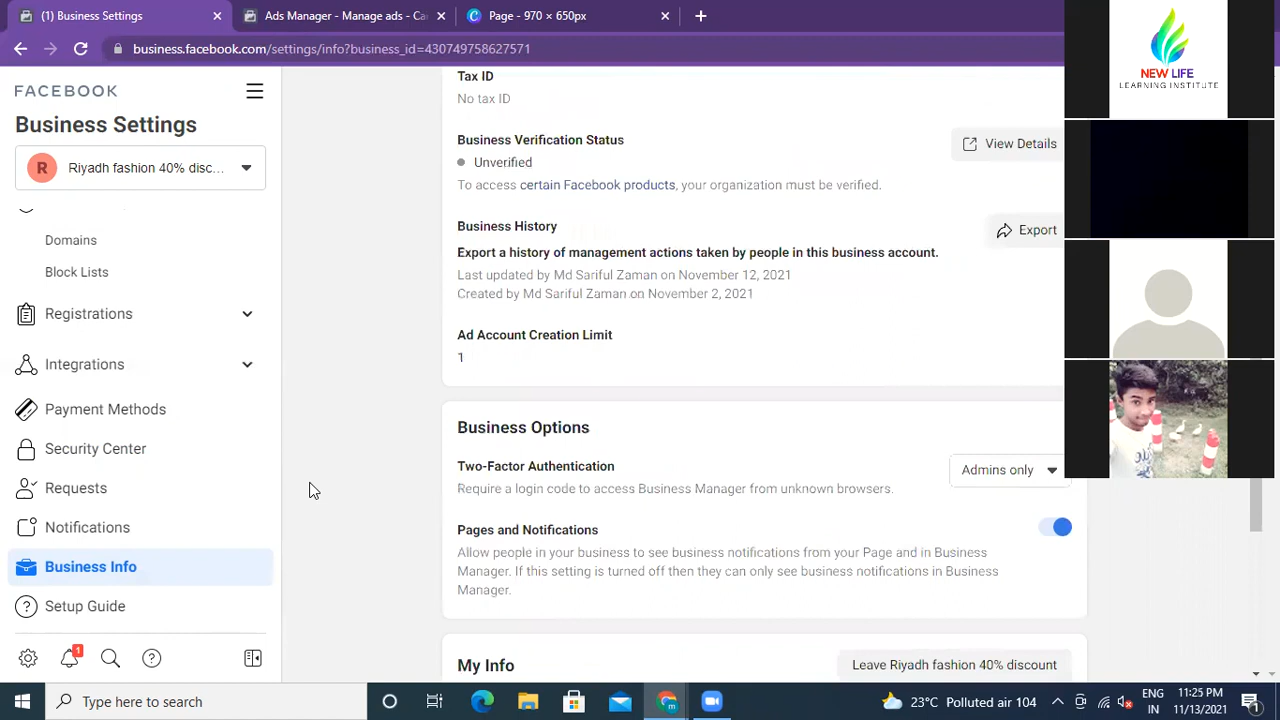 (1) Business Settings
Ads Manager - Manage ads - Ca
Page - 970 × 650px
business.facebook.com/settings/info?business_id=430749758627571
FACEBOOK
Business Settings
R
Riyadh fashion 40% disc...
Domains
Block Lists
Registrations
Integrations
Payment Methods
Security Center
Requests
Notifications
Business Info
Setup Guide
1
Tax ID
No tax ID
Business Verification Status
Unverified
View Details
To access certain Facebook products, your organization must be verified.
Business History
Export
Export a history of management actions taken by people in this business account.
Last updated by Md Sariful Zaman on November 12, 2021
Created by Md Sariful Zaman on November 2, 2021
Ad Account Creation Limit
1
Business Options
Two-Factor Authentication
Admins only
Require a login code to access Business Manager from unknown browsers.
Pages and Notifications
Allow people in your business to see business notifications from your Page and in Business
Manager. If this setting is turned off then they can only see business notifications in Business
Manager.
My Info
Leave Riyadh fashion 40% discount
NEW LIFE
LEARNING INSTITUTE
Type here to search
23°C Polluted air 104
ENG
IN
11:25 PM
11/13/2021
1